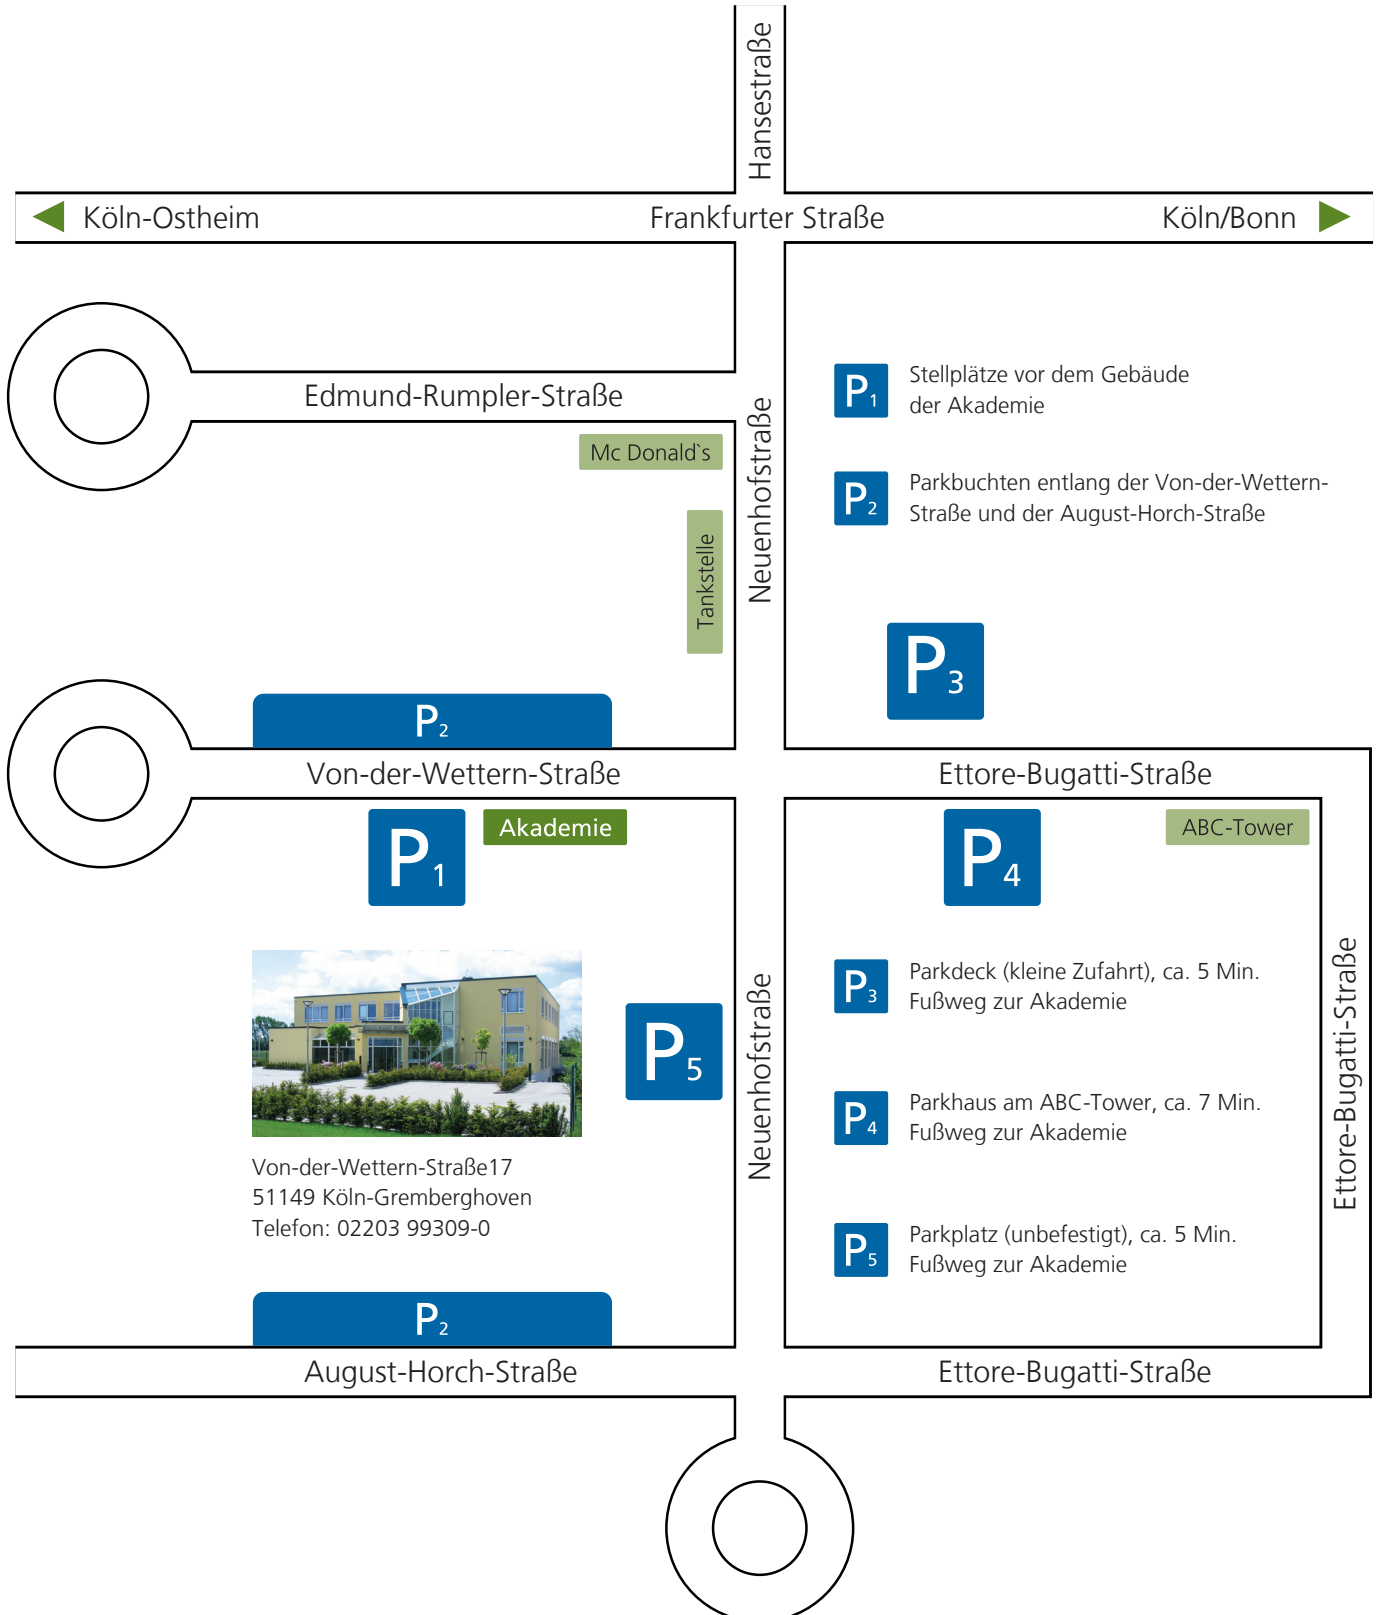 Hansestraße
Köln-Ostheim
Frankfurter Straße
Köln/Bonn
Edmund-Rumpler-Straße
Mc Donald`s
Tankstelle
Neuenhofstraße
P1
Stellplätze vor dem Gebäude
der Akademie
P2
Parkbuchten entlang der Von-der-Wettern-
Straße und der August-Horch-Straße
P3
P2
Von-der-Wettern-Straße
Ettore-Bugatti-Straße
P1
Akademie
P4
ABC-Tower
P5
Neuenhofstraße
P3
Parkdeck (kleine Zufahrt), ca. 5 Min.
Fußweg zur Akademie
P4
Parkhaus am ABC-Tower, ca. 7 Min.
Fußweg zur Akademie
P5
Parkplatz (unbefestigt), ca. 5 Min.
Fußweg zur Akademie
Ettore-Bugatti-Straße
Von-der-Wettern-Straße17
51149 Köln-Gremberghoven
Telefon: 02203 99309-0
P2
August-Horch-Straße
Ettore-Bugatti-Straße